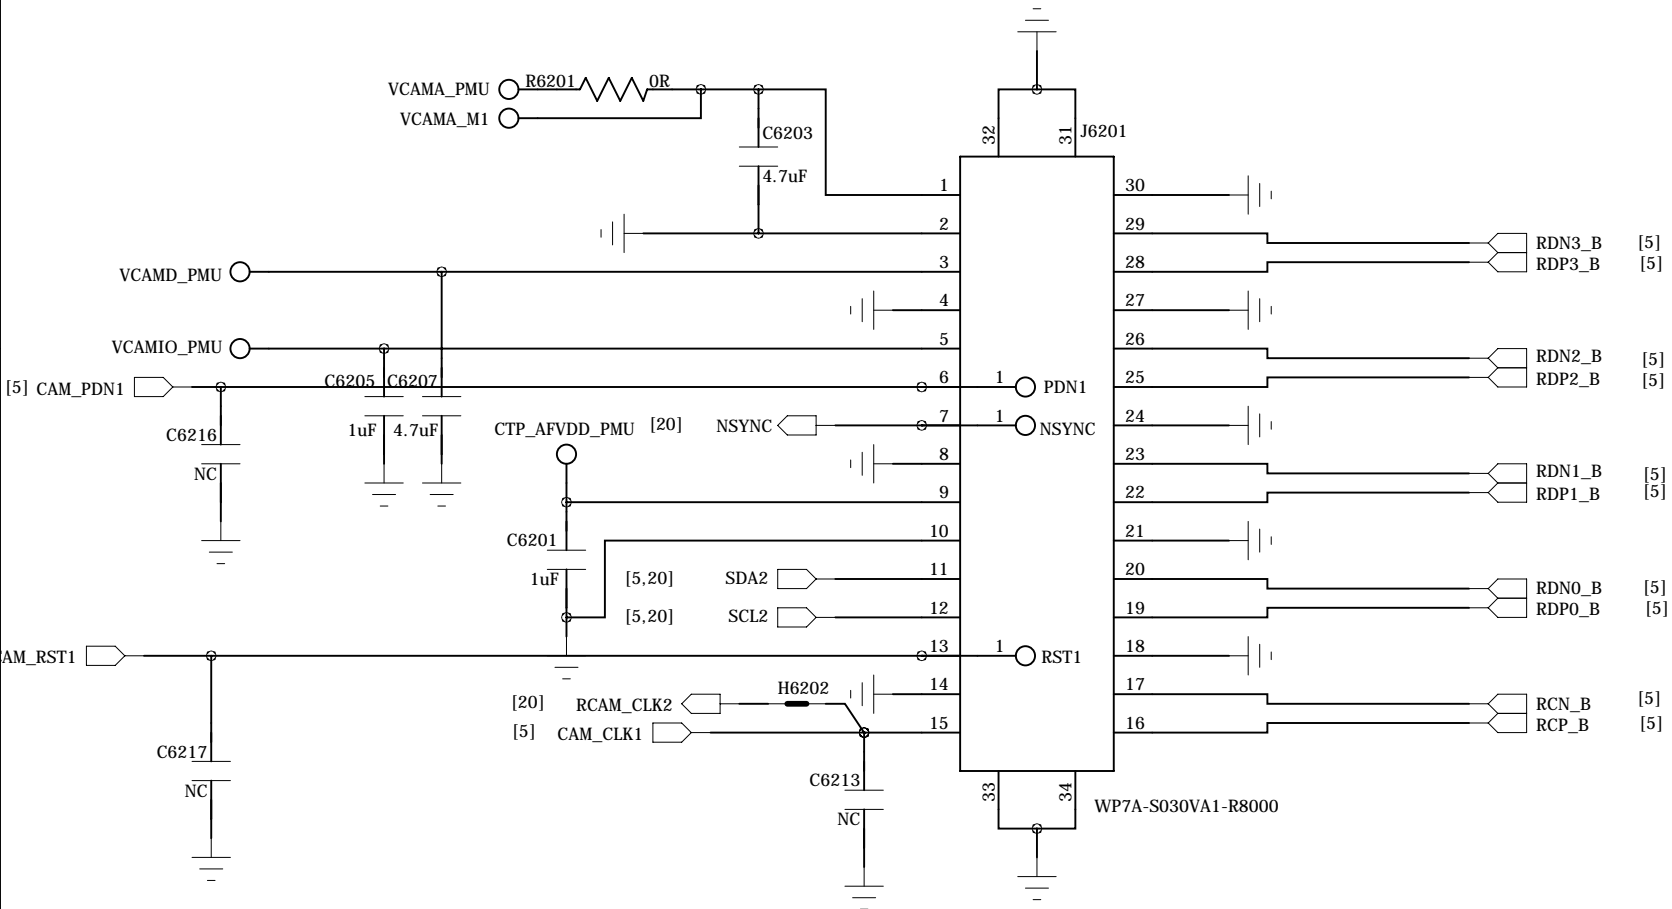 VCAMA_PMU R6201 0R
VCAMA_M1
C6203
4.7uF
32
31
J6201
1
2
3
4
5
6
7
8
9
10
11
12
13
14
15
30
29
28
27
26
25
24
23
22
21
20
19
18
17
16
VCAMD_PMU
VCAMIO_PMU
[5] CAM_PDN1
C6205 C6207
1uF 4.7uF
C6216
NC
1 PDN1
1 NSYNC
CTP_AFVDD_PMU [20] NSYNC
C6201
1uF
[5,20] SDA2
[5,20] SCL2
AM_RST1
1 RST1
C6217
NC
H6202
[20] RCAM_CLK2
[5] CAM_CLK1
C6213
NC
33
34
WP7A-S030VA1-R8000
RDN3_B [5]
RDP3_B [5]
RDN2_B [5]
RDP2_B [5]
RDN1_B [5]
RDP1_B [5]
RDN0_B [5]
RDP0_B [5]
RCN_B [5]
RCP_B [5]